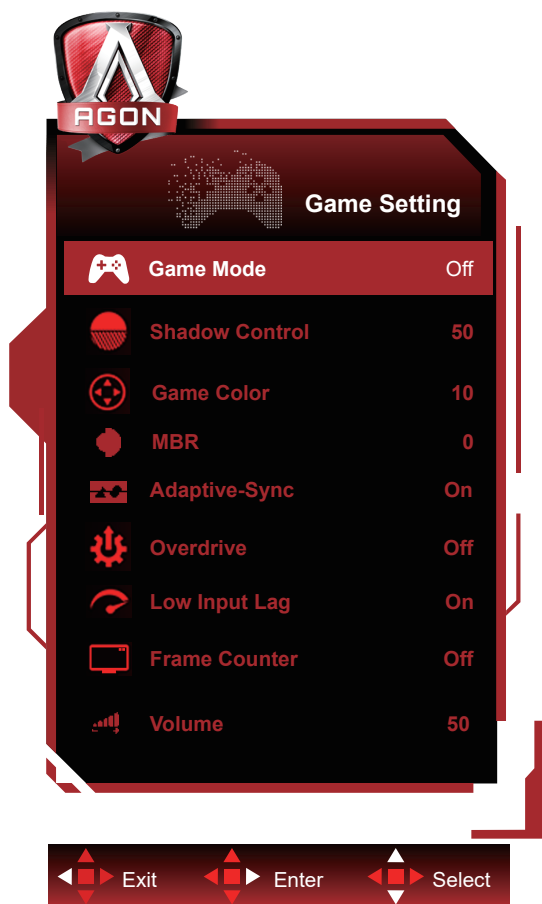 AGON
Game Setting
Game Mode Off
Shadow Control 50
Game Color 10
MBR 0
Adaptive-Sync On
Overdrive Off
Low Input Lag On
Frame Counter Off
Volume 50
Exit Enter Select